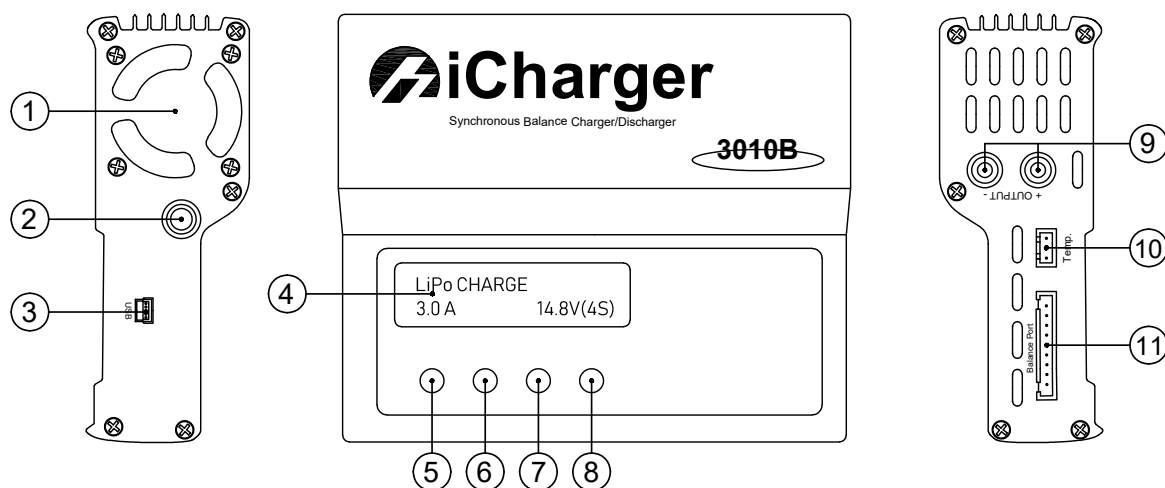 1
2
3
USB
iCharger
Synchronous Balance Charger/Discharger
3010B
4
LiPo CHARGE
3.0 A 14.8V(4S)
5 6 7 8
9
+ OUTPUT -
10
Temp.
11
Balance Port